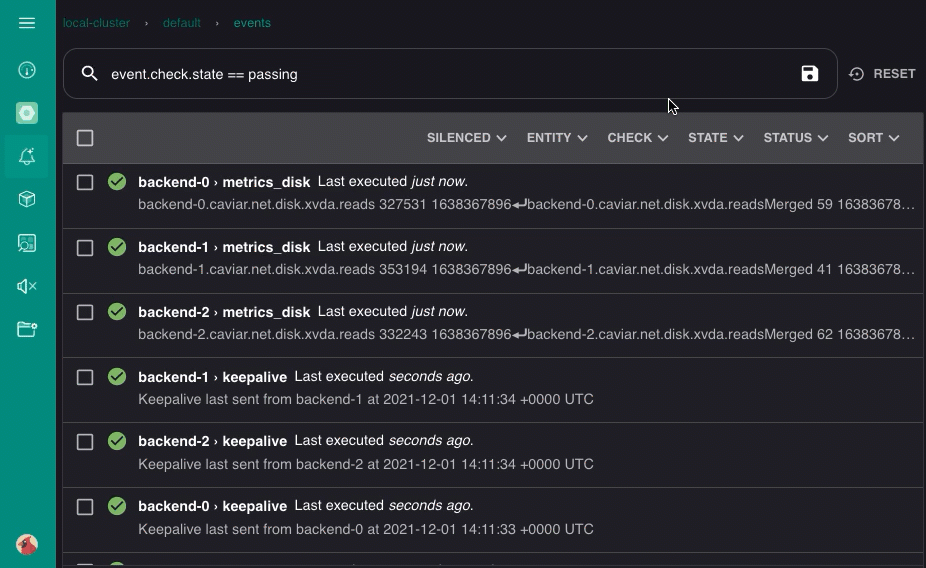 local-cluster › default › events
event.check.state == passing
RESET
SILENCED ENTITY CHECK STATE STATUS SORT
backend-0 › metrics_disk Last executed just now.
backend-0.caviar.net.disk.xvda.reads 327531 1638367896↵backend-0.caviar.net.disk.xvda.readsMerged 59 16383678…
backend-1 › metrics_disk Last executed just now.
backend-1.caviar.net.disk.xvda.reads 353194 1638367896↵backend-1.caviar.net.disk.xvda.readsMerged 41 16383678…
backend-2 › metrics_disk Last executed just now.
backend-2.caviar.net.disk.xvda.reads 332243 1638367896↵backend-2.caviar.net.disk.xvda.readsMerged 62 16383678…
backend-1 › keepalive Last executed seconds ago.
Keepalive last sent from backend-1 at 2021-12-01 14:11:34 +0000 UTC
backend-2 › keepalive Last executed seconds ago.
Keepalive last sent from backend-2 at 2021-12-01 14:11:34 +0000 UTC
backend-0 › keepalive Last executed seconds ago.
Keepalive last sent from backend-0 at 2021-12-01 14:11:33 +0000 UTC